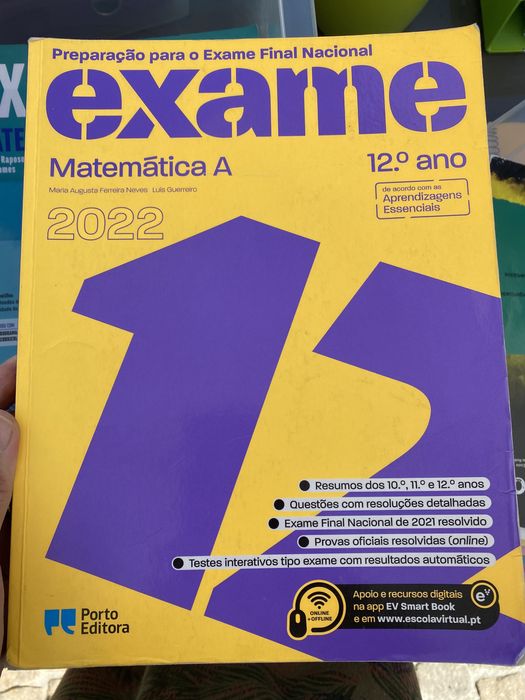 Preparação para o Exame Final Nacional
exame
Matemática A
12.º ano
Maria Augusta Ferreira Neves Luís Guerreiro
de acordo com as
Aprendizagens
Essenciais
2022
12
Resumos dos 10.º, 11.º e 12.º anos
Questões com resoluções detalhadas
Exame Final Nacional de 2021 resolvido
Provas oficiais resolvidas (online)
Testes interativos tipo exame com resultados automáticos
ONLINE
+ OFFLINE
Apoio e recursos digitais
na app EV Smart Book
e em www.escolavirtual.pt
e
Porto
Editora